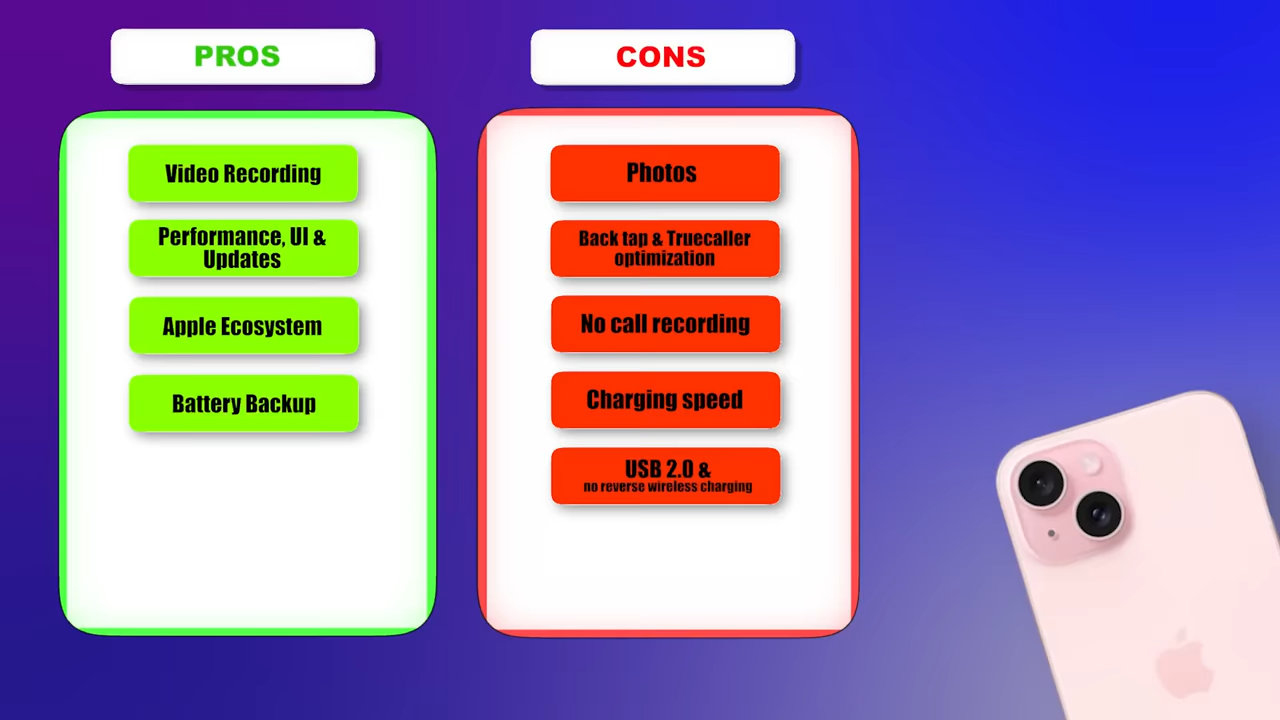 PROS
Video Recording
Performance, UI &
Updates
Apple Ecosystem
Battery Backup
CONS
Photos
Back tap & Truecaller
optimization
No call recording
Charging speed
USB 2.0 &
no reverse wireless charging